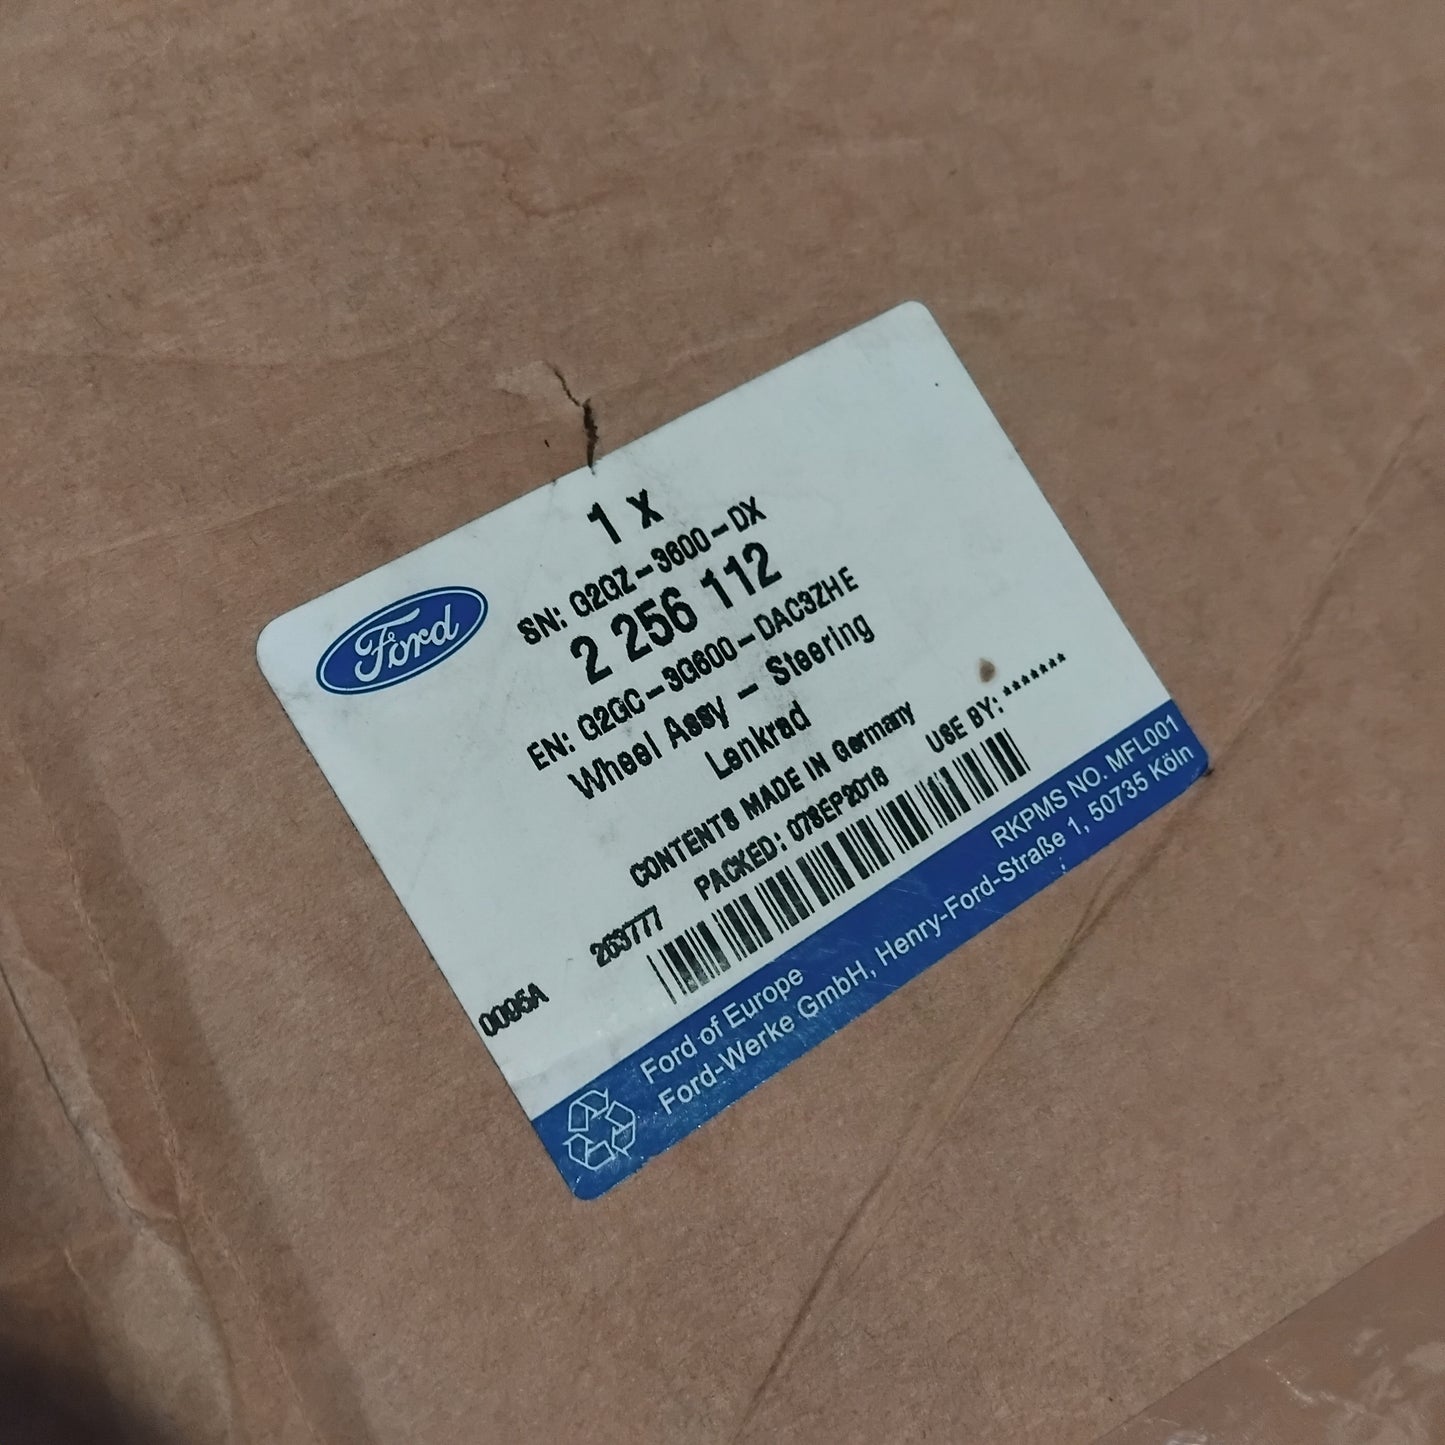 Ford
1 X
SN: G2GZ-3600-DX
2 256 112
EN: G2GC-3G600-DAC3ZHE
Wheel Assy - Steering
Lenkrad
CONTENTS MADE IN Germany
PACKED: 07SEP2016 USE BY: *******
263777
0095A
RKPMS NO. MFL001
Ford of Europe
Ford-Werke GmbH, Henry-Ford-Straße 1, 50735 Köln